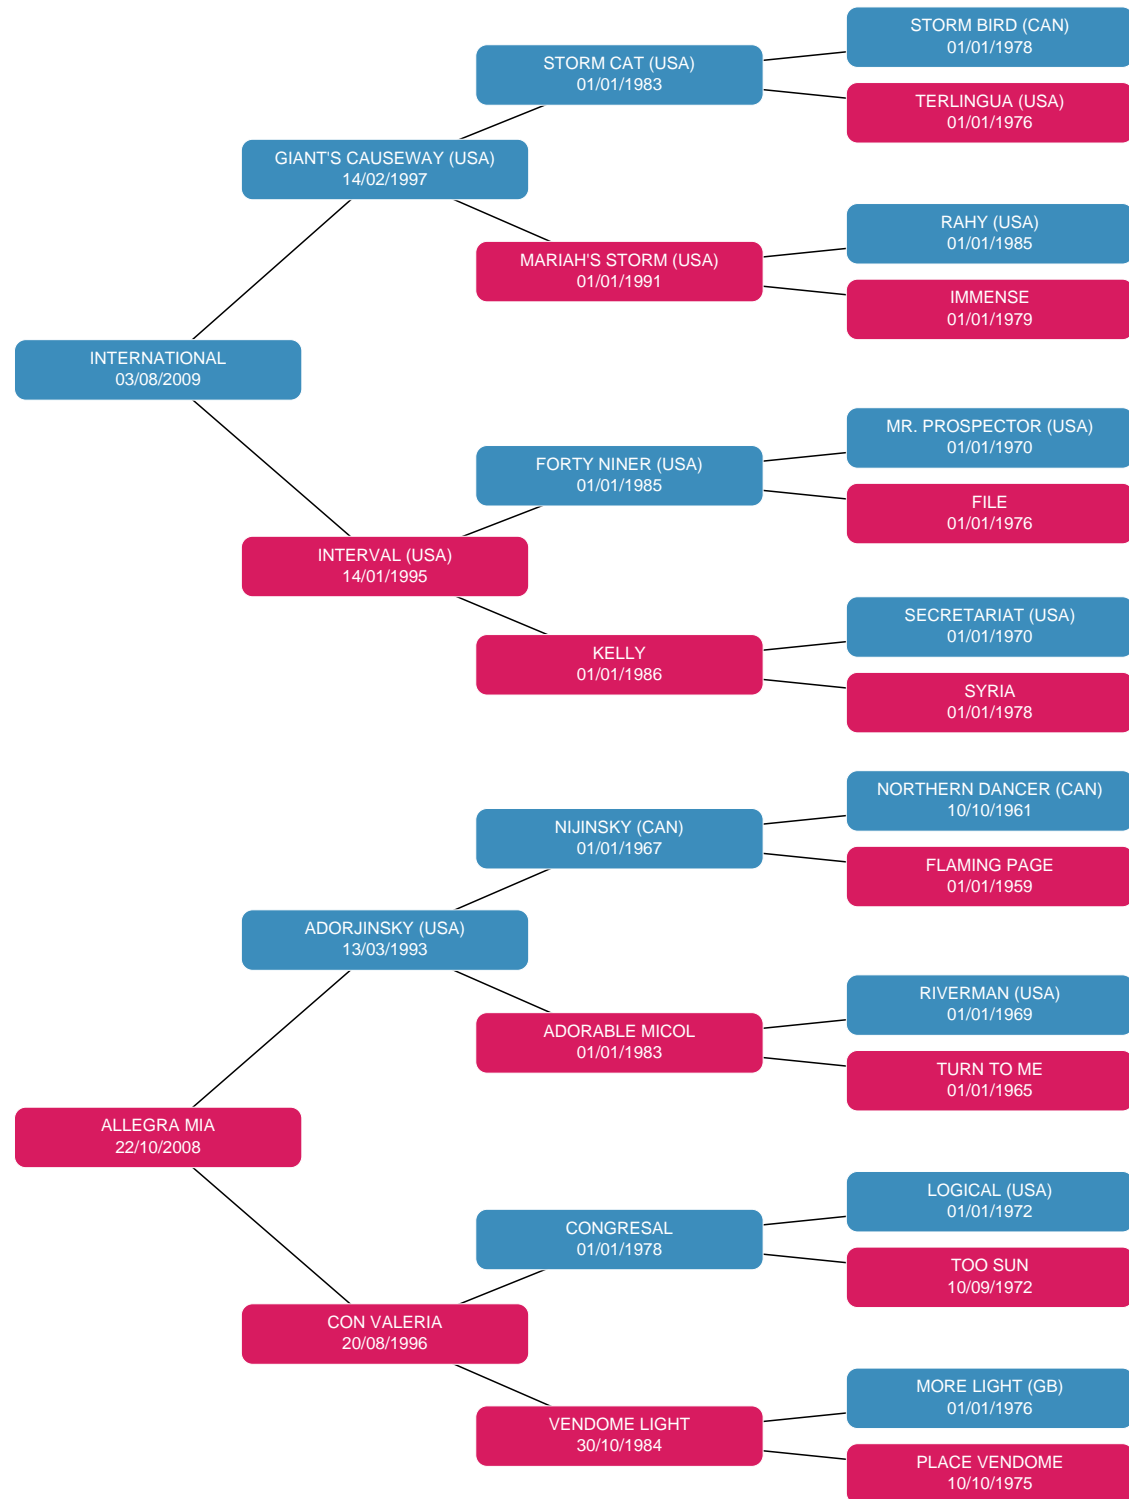 STORM BIRD (CAN)
01/01/1978
STORM CAT (USA)
01/01/1983
TERLINGUA (USA)
01/01/1976
GIANT'S CAUSEWAY (USA)
14/02/1997
RAHY (USA)
01/01/1985
MARIAH'S STORM (USA)
01/01/1991
IMMENSE
01/01/1979
INTERNATIONAL
03/08/2009
MR. PROSPECTOR (USA)
01/01/1970
FORTY NINER (USA)
01/01/1985
FILE
01/01/1976
INTERVAL (USA)
14/01/1995
SECRETARIAT (USA)
01/01/1970
KELLY
01/01/1986
SYRIA
01/01/1978
NORTHERN DANCER (CAN)
10/10/1961
NIJINSKY (CAN)
01/01/1967
FLAMING PAGE
01/01/1959
ADORJINSKY (USA)
13/03/1993
RIVERMAN (USA)
01/01/1969
ADORABLE MICOL
01/01/1983
TURN TO ME
01/01/1965
ALLEGRA MIA
22/10/2008
LOGICAL (USA)
01/01/1972
CONGRESAL
01/01/1978
TOO SUN
10/09/1972
CON VALERIA
20/08/1996
MORE LIGHT (GB)
01/01/1976
VENDOME LIGHT
30/10/1984
PLACE VENDOME
10/10/1975